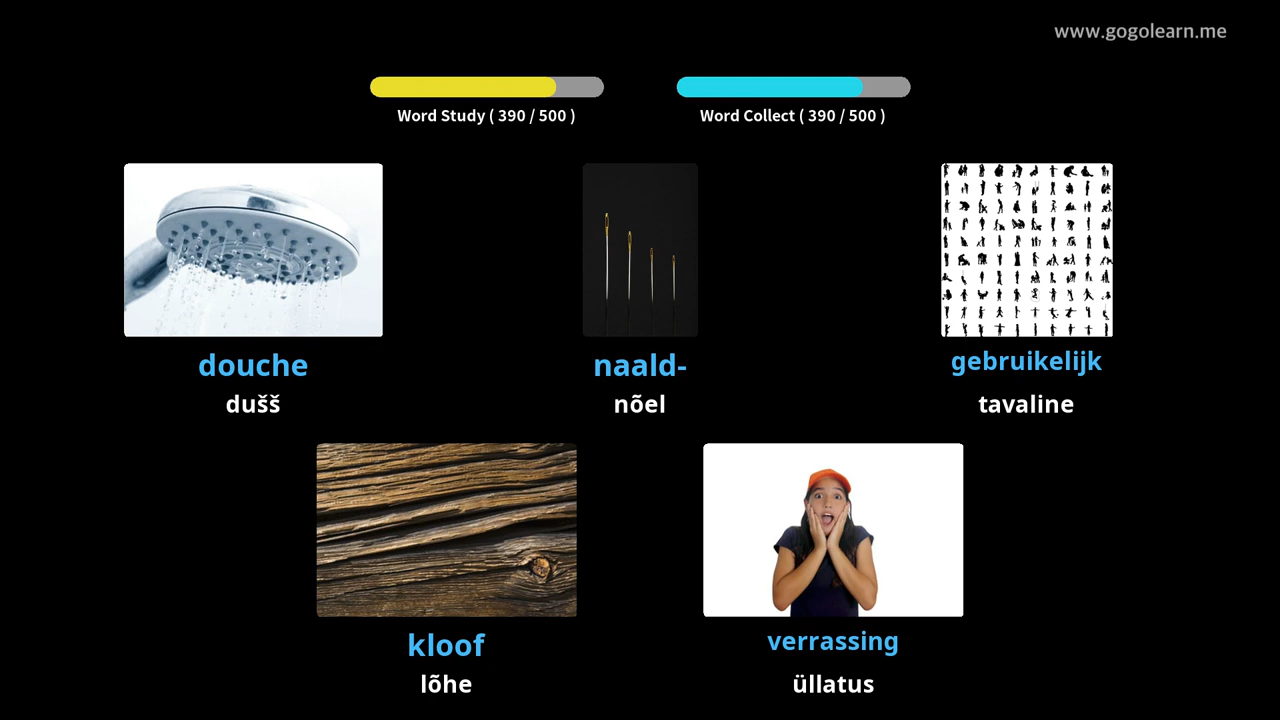 www.gogolearn.me
Word Study ( 390 / 500 )
Word Collect ( 390 / 500 )
douche
dušš
naald-
nõel
gebruikelijk
tavaline
kloof
lõhe
verrassing
üllatus